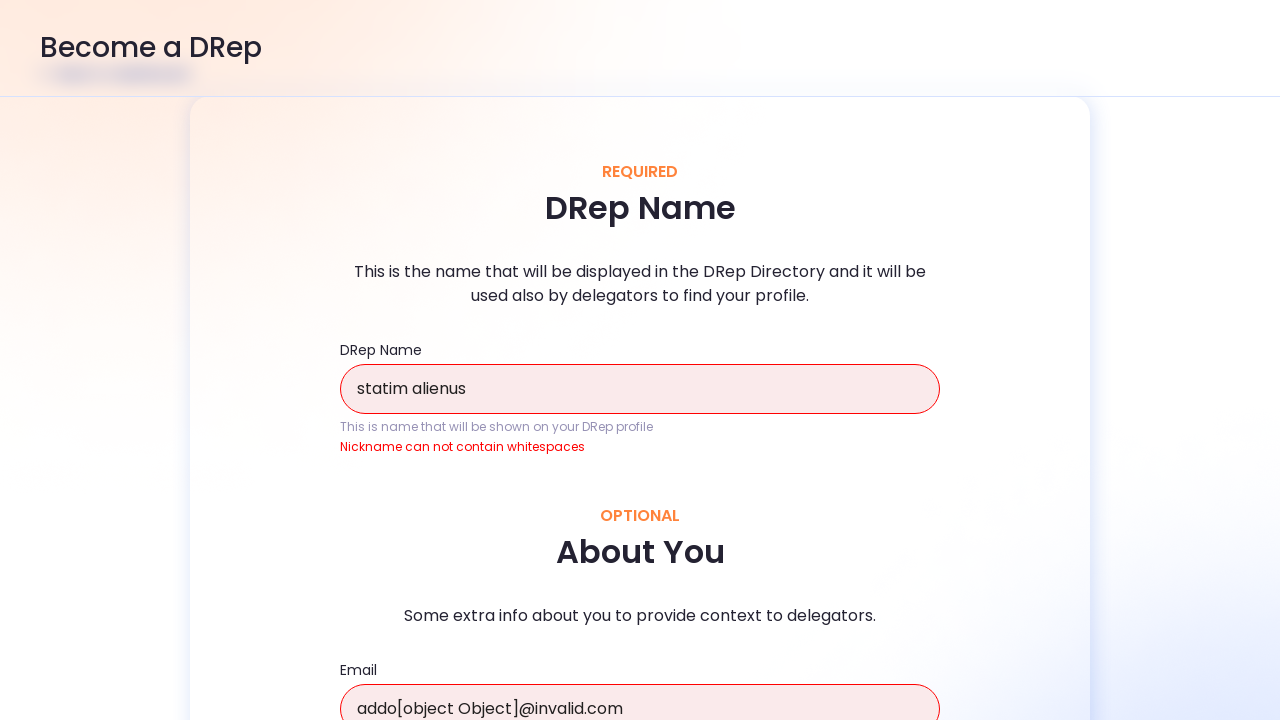 Become a DRep
REQUIRED
DRep Name
This is the name that will be displayed in the DRep Directory and it will be
used also by delegators to find your profile.
DRep Name
statim alienus
This is name that will be shown on your DRep profile
Nickname can not contain whitespaces
OPTIONAL
About You
Some extra info about you to provide context to delegators.
Email
addo[object Object]@invalid.com